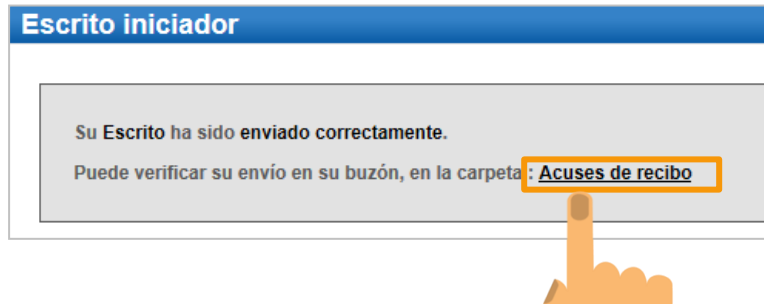 Escrito iniciador
Su Escrito ha sido enviado correctamente.
Puede verificar su envío en su buzón, en la carpeta : Acuses de recibo